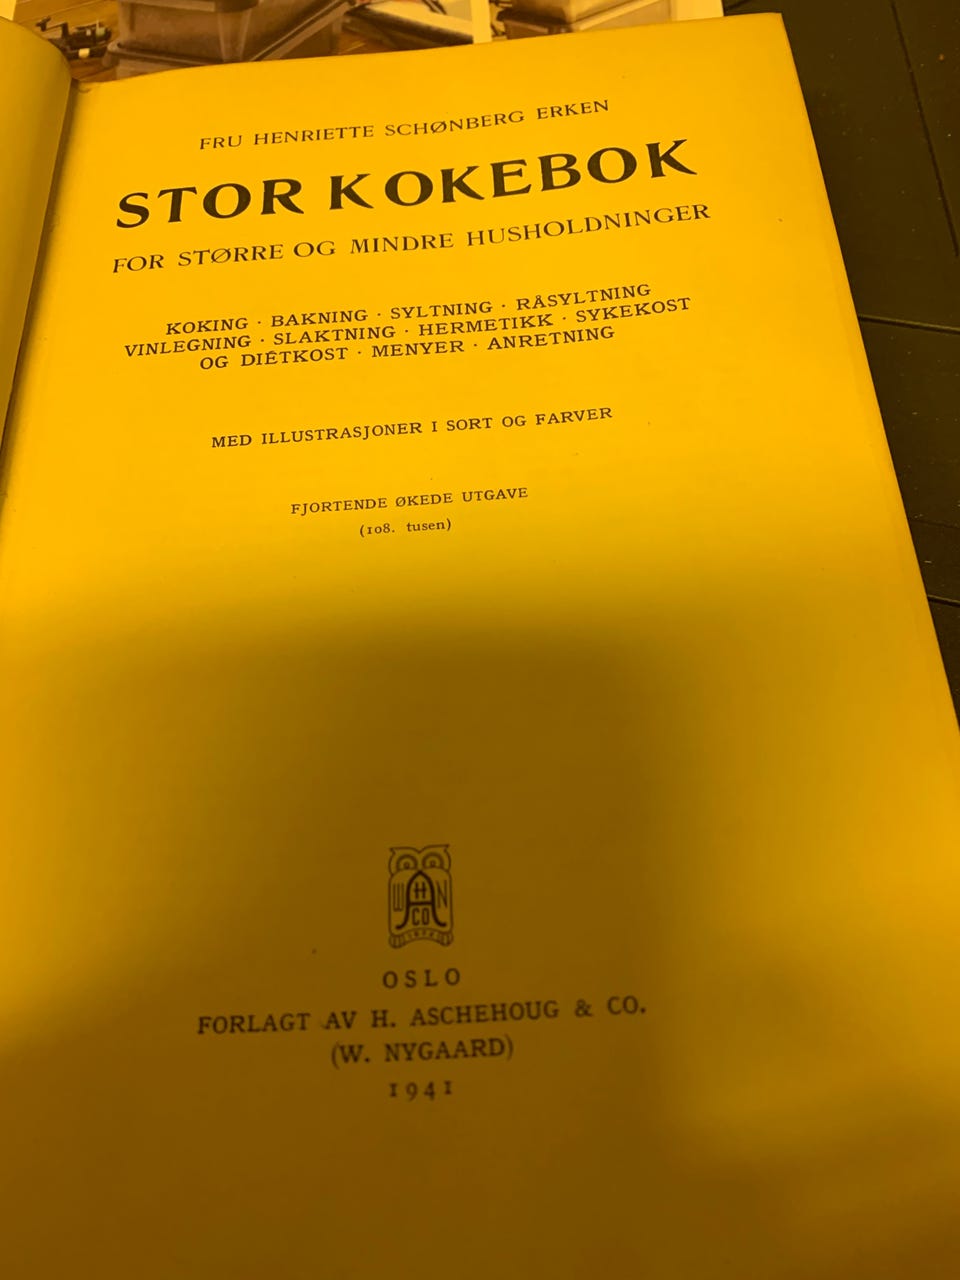 FRU HENRIETTE SCHØNBERG ERKEN
STOR KOKEBOK
FOR STØRRE OG MINDRE HUSHOLDNINGER
KOKING · BAKNING · SYLTNING · RÅSYLTNING
VINLEGNING · SLAKTNING · HERMETIKK · SYKEKOST
OG DIÉTKOST · MENYER · ANRETNING
MED ILLUSTRASJONER I SORT OG FARVER
FJORTENDE ØKEDE UTGAVE
(108. tusen)
W H N
A
CO
OSLO
FORLAGT AV H. ASCHEHOUG & CO.
(W. NYGAARD)
1941